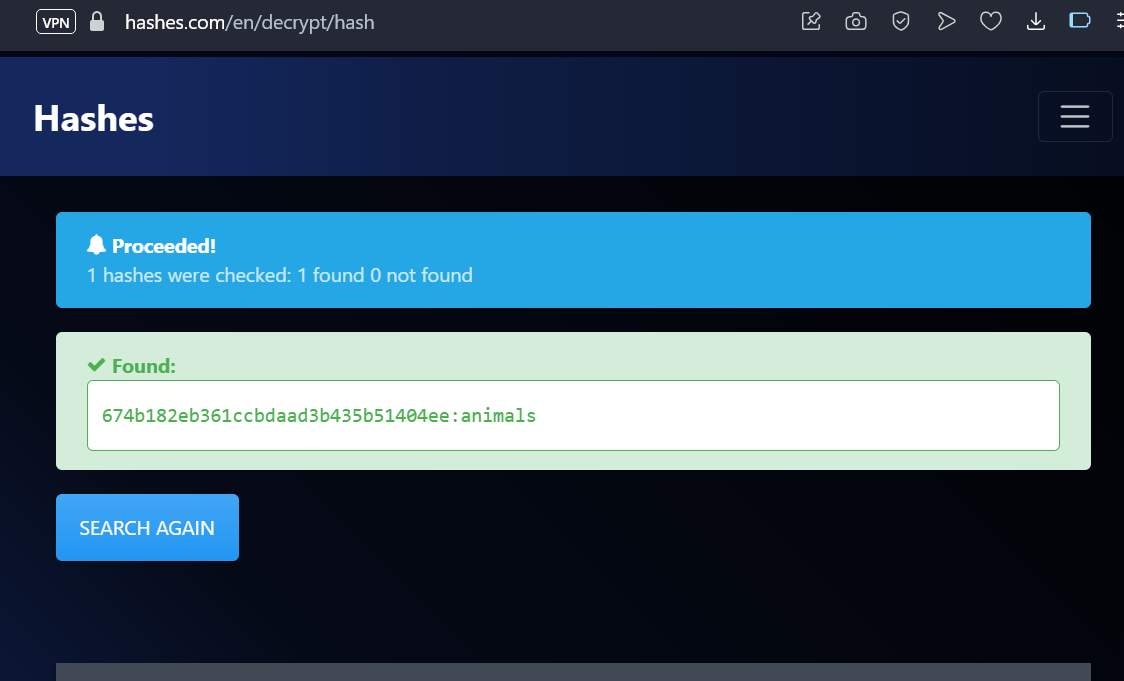 VPN hashes.com/en/decrypt/hash
Hashes
Proceeded!
1 hashes were checked: 1 found 0 not found
Found:
674b182eb361ccbdaad3b435b51404ee:animals
SEARCH AGAIN